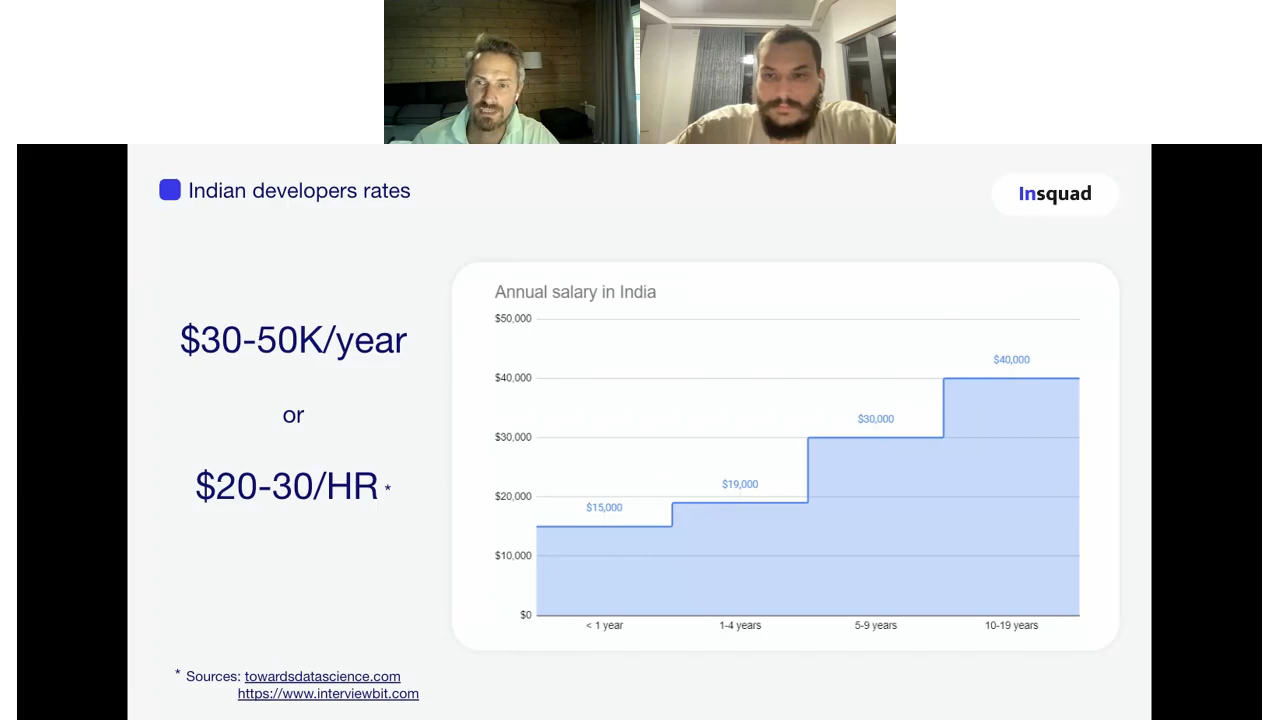 Indian developers rates
Insquad
$30-50K/year
or
$20-30/HR *
Annual salary in India
$50,000
$40,000
$30,000
$20,000
$10,000
$0
$15,000
$19,000
$30,000
$40,000
< 1 year
1-4 years
5-9 years
10-19 years
* Sources: towardsdatascience.com
https://www.interviewbit.com